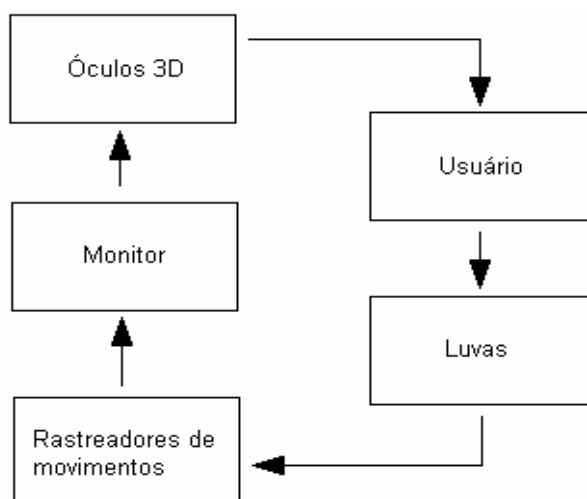 Óculos 3D
Usuário
Monitor
Luvas
Rastreadores de
movimentos